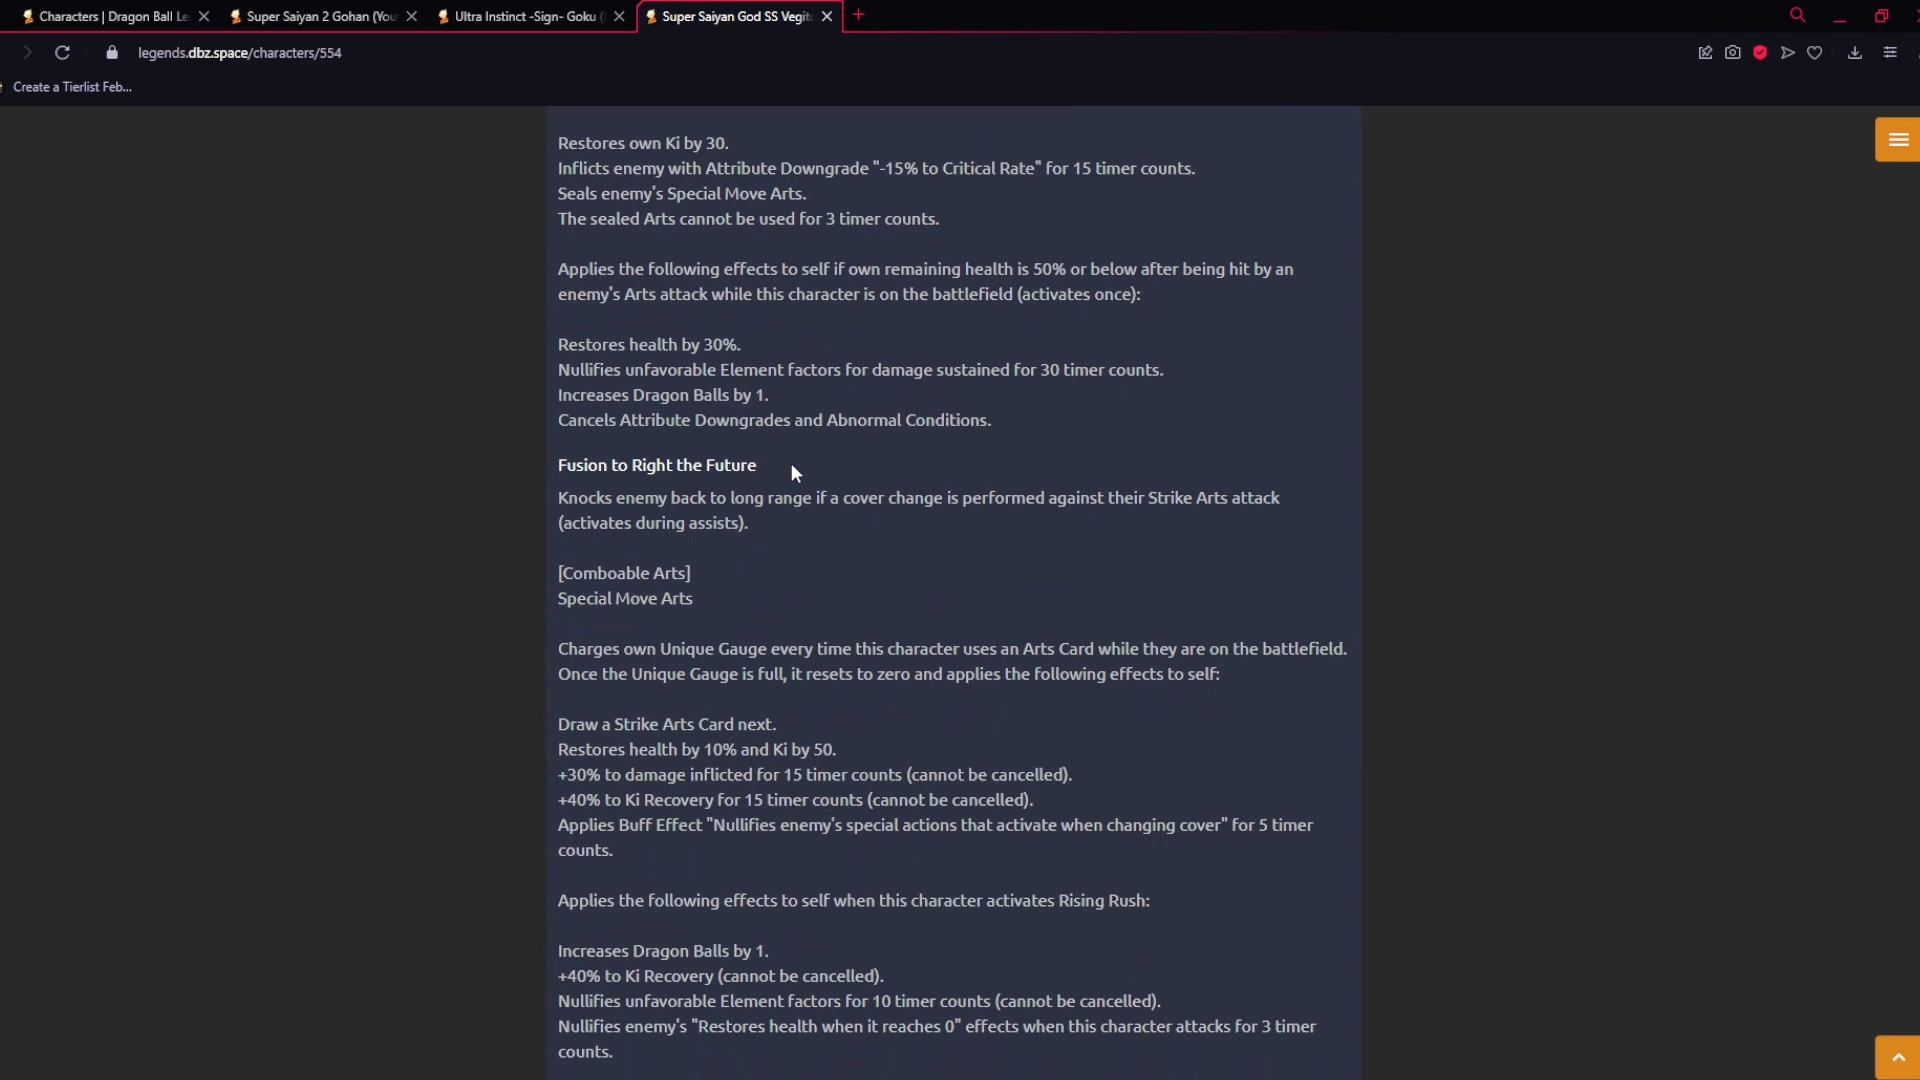 Characters | Dragon Ball Le
Super Saiyan 2 Gohan (You
Ultra Instinct -Sign- Goku (
Super Saiyan God SS Vegit
legends.dbz.space/characters/554
Create a Tierlist Feb...
Restores own Ki by 30.
Inflicts enemy with Attribute Downgrade "-15% to Critical Rate" for 15 timer counts.
Seals enemy's Special Move Arts.
The sealed Arts cannot be used for 3 timer counts.
Applies the following effects to self if own remaining health is 50% or below after being hit by an
enemy's Arts attack while this character is on the battlefield (activates once):
Restores health by 30%.
Nullifies unfavorable Element factors for damage sustained for 30 timer counts.
Increases Dragon Balls by 1.
Cancels Attribute Downgrades and Abnormal Conditions.
Fusion to Right the Future
Knocks enemy back to long range if a cover change is performed against their Strike Arts attack
(activates during assists).
[Comboable Arts]
Special Move Arts
Charges own Unique Gauge every time this character uses an Arts Card while they are on the battlefield.
Once the Unique Gauge is full, it resets to zero and applies the following effects to self:
Draw a Strike Arts Card next.
Restores health by 10% and Ki by 50.
+30% to damage inflicted for 15 timer counts (cannot be cancelled).
+40% to Ki Recovery for 15 timer counts (cannot be cancelled).
Applies Buff Effect "Nullifies enemy's special actions that activate when changing cover" for 5 timer
counts.
Applies the following effects to self when this character activates Rising Rush:
Increases Dragon Balls by 1.
+40% to Ki Recovery (cannot be cancelled).
Nullifies unfavorable Element factors for 10 timer counts (cannot be cancelled).
Nullifies enemy's "Restores health when it reaches 0" effects when this character attacks for 3 timer
counts.